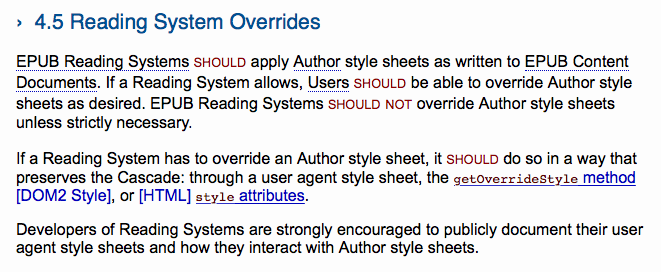 › 4.5 Reading System Overrides
EPUB Reading Systems SHOULD apply Author style sheets as written to EPUB Content
Documents. If a Reading System allows, Users SHOULD be able to override Author style
sheets as desired. EPUB Reading Systems SHOULD NOT override Author style sheets
unless strictly necessary.
If a Reading System has to override an Author style sheet, it SHOULD do so in a way that
preserves the Cascade: through a user agent style sheet, the getOverrideStyle method
[DOM2 Style], or [HTML] style attributes.
Developers of Reading Systems are strongly encouraged to publicly document their user
agent style sheets and how they interact with Author style sheets.